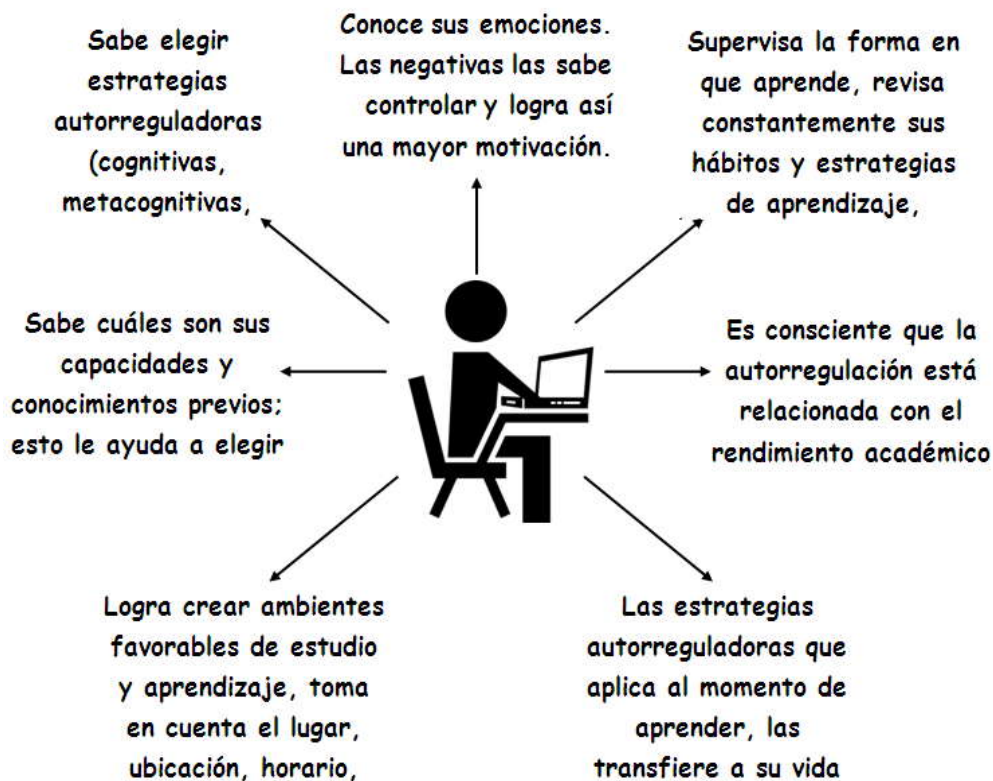 Sabe elegir
estrategias
autorreguladoras
(cognitivas,
metacognitivas,
Conoce sus emociones.
Las negativas las sabe
controlar y logra así
una mayor motivación.
Supervisa la forma en
que aprende, revisa
constantemente sus
hábitos y estrategias
de aprendizaje,
Sabe cuáles son sus
capacidades y
conocimientos previos;
esto le ayuda a elegir
Es consciente que la
autorregulación está
relacionada con el
rendimiento académico
Logra crear ambientes
favorables de estudio
y aprendizaje, toma
en cuenta el lugar,
ubicación, horario,
Las estrategias
autorreguladoras que
aplica al momento de
aprender, las
transfiere a su vida